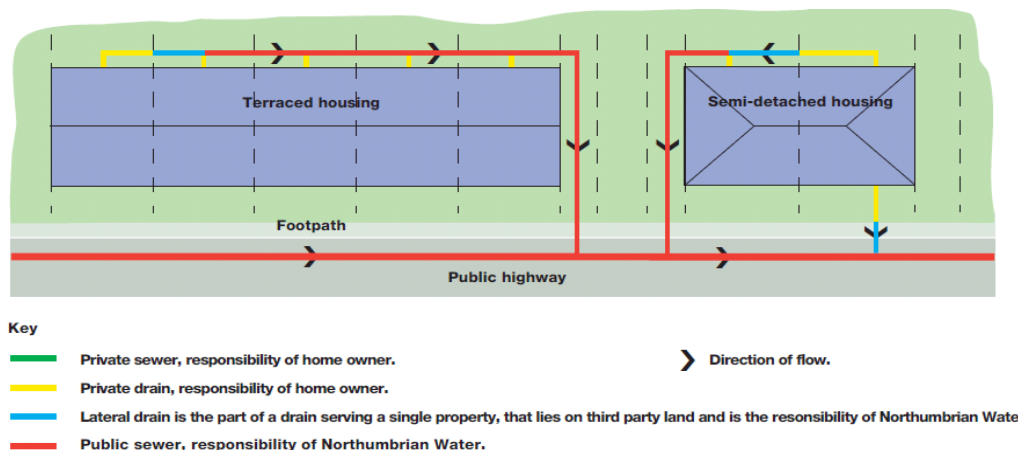 Terraced housing
Semi-detached housing
Footpath
Public highway
Key
Private sewer, responsibility of home owner.
Direction of flow.
Private drain, responsibility of home owner.
Lateral drain is the part of a drain serving a single property, that lies on third party land and is the resonsibility of Northumbrian Wate
Public sewer, responsibility of Northumbrian Water.